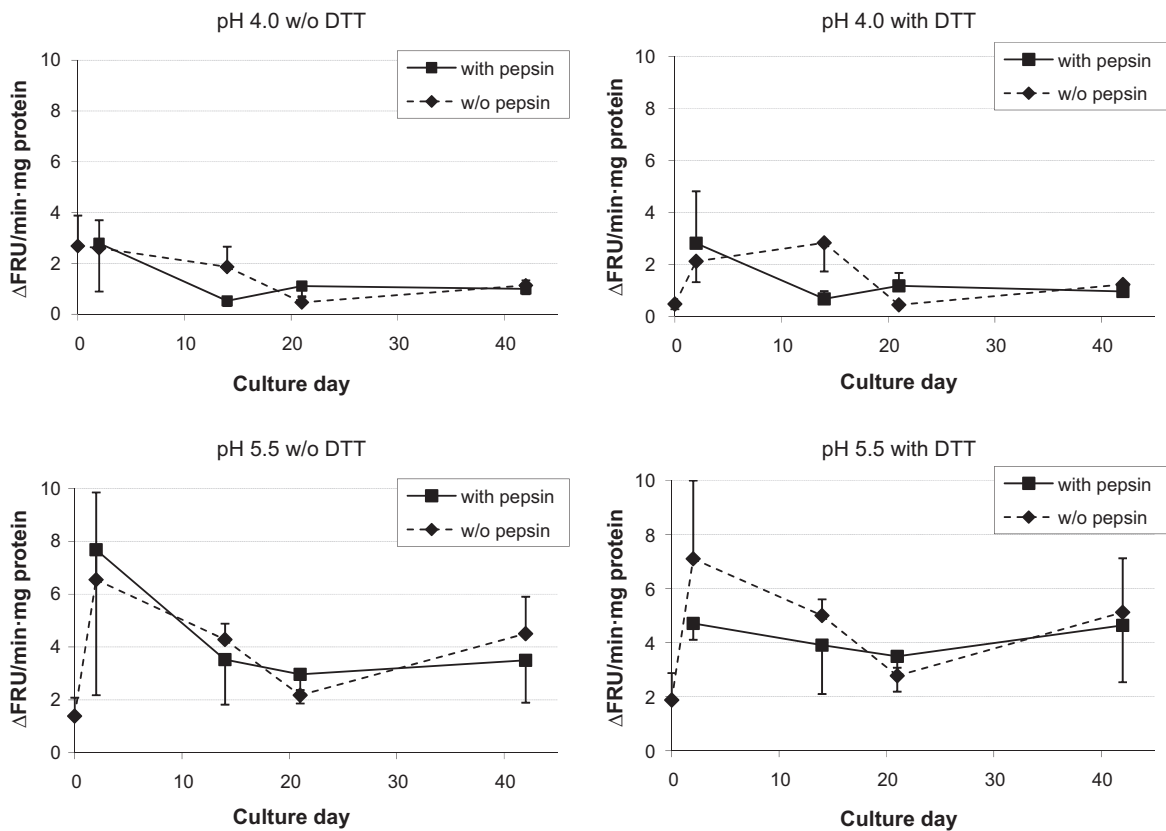 pH 4.0 w/o DTT
ΔFRU/min·mg protein
10
8
6
4
2
0
0
10
20
30
40
Culture day
with pepsin
w/o pepsin
pH 4.0 with DTT
ΔFRU/min·mg protein
10
8
6
4
2
0
0
10
20
30
40
Culture day
with pepsin
w/o pepsin
pH 5.5 w/o DTT
ΔFRU/min·mg protein
10
8
6
4
2
0
0
10
20
30
40
Culture day
with pepsin
w/o pepsin
pH 5.5 with DTT
ΔFRU/min·mg protein
10
8
6
4
2
0
0
10
20
30
40
Culture day
with pepsin
w/o pepsin